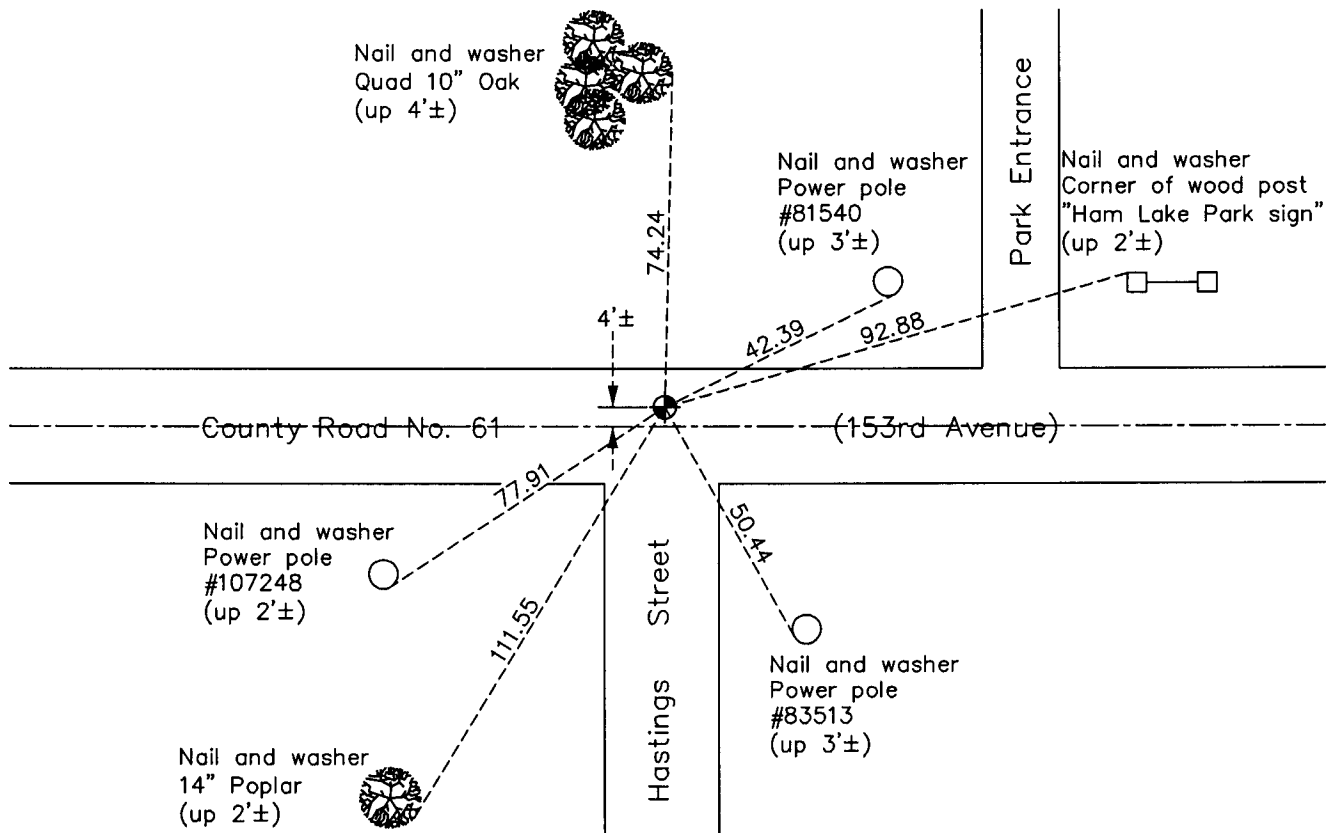 Nail and washer
Quad 10" Oak
(up 4'±)
Nail and washer
Power pole
#81540
(up 3'±)
Park Entrance
Nail and washer
Corner of wood post
"Ham Lake Park sign"
(up 2'±)
74.24
4'±
42.39
92.88
County Road No. 61
(153rd Avenue)
77.91
Nail and washer
Power pole
#107248
(up 2'±)
111.55
Hastings Street
50.44
Nail and washer
Power pole
#83513
(up 3'±)
Nail and washer
14" Poplar
(up 2'±)